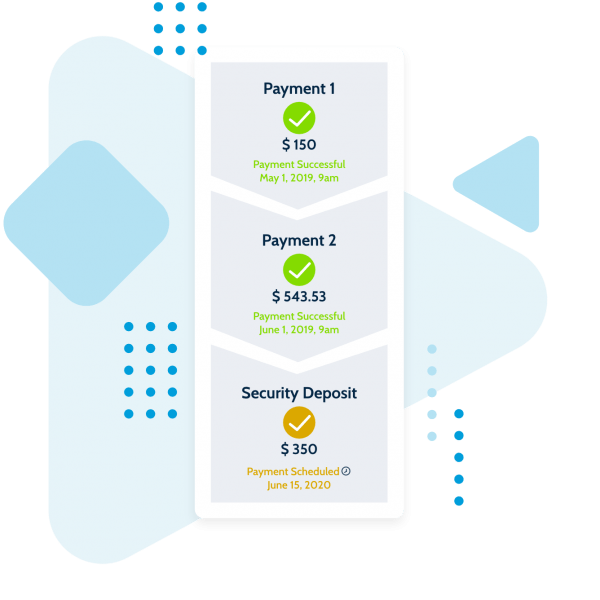 Payment 1
$ 150
Payment Successful
May 1, 2019, 9am
Payment 2
$ 543.53
Payment Successful
June 1, 2019, 9am
Security Deposit
$ 350
Payment Scheduled
June 15, 2020